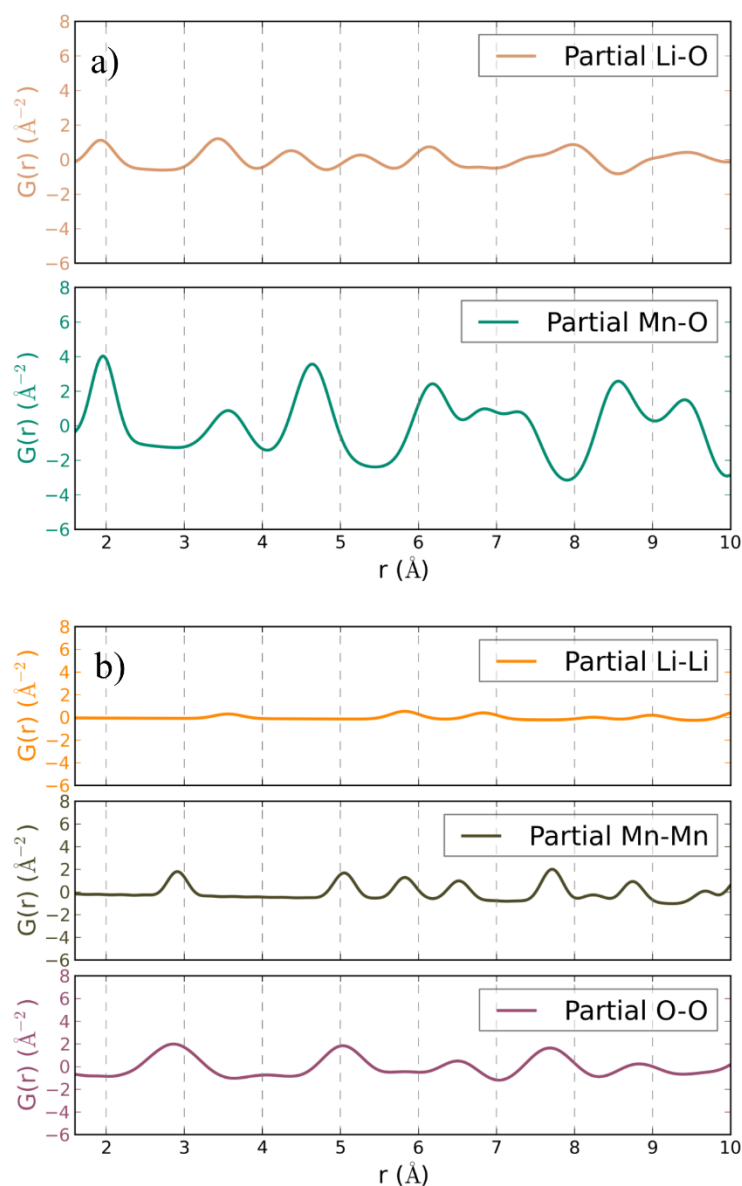 a)
Partial Li-O
G(r) (Å⁻²)
8
6
4
2
0
−2
−4
−6
Partial Mn-O
G(r) (Å⁻²)
8
6
4
2
0
−2
−4
−6
2 3 4 5 6 7 8 9 10
r (Å)
b)
Partial Li-Li
G(r) (Å⁻²)
8
6
4
2
0
−2
−4
−6
Partial Mn-Mn
G(r) (Å⁻²)
8
6
4
2
0
−2
−4
−6
Partial O-O
G(r) (Å⁻²)
8
6
4
2
0
−2
−4
−6
2 3 4 5 6 7 8 9 10
r (Å)